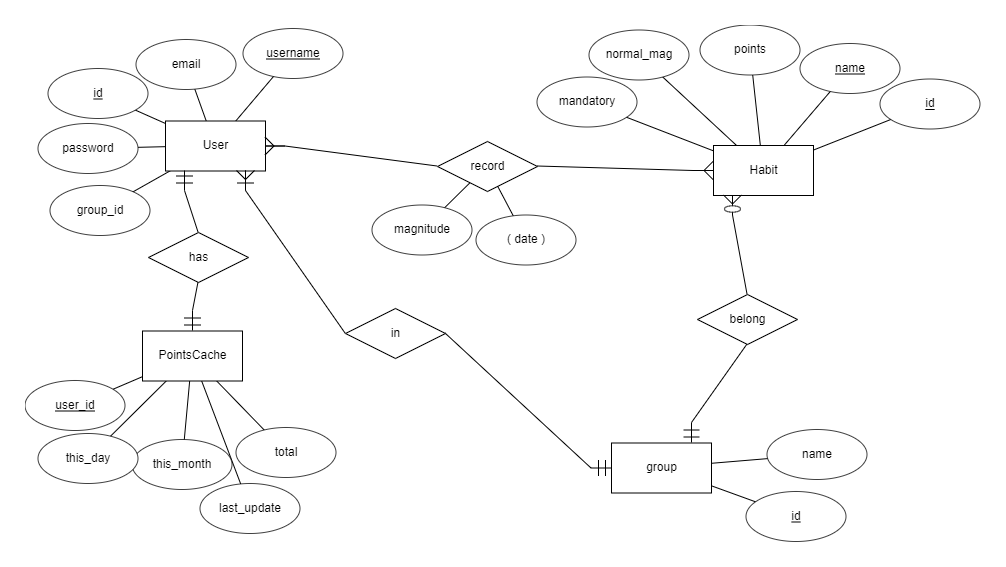 username
email
id
password
User
group_id
has
PointsCache
user_id
this_day
this_month
total
last_update
record
magnitude
( date )
in
normal_mag
points
name
mandatory
id
Habit
belong
group
name
id